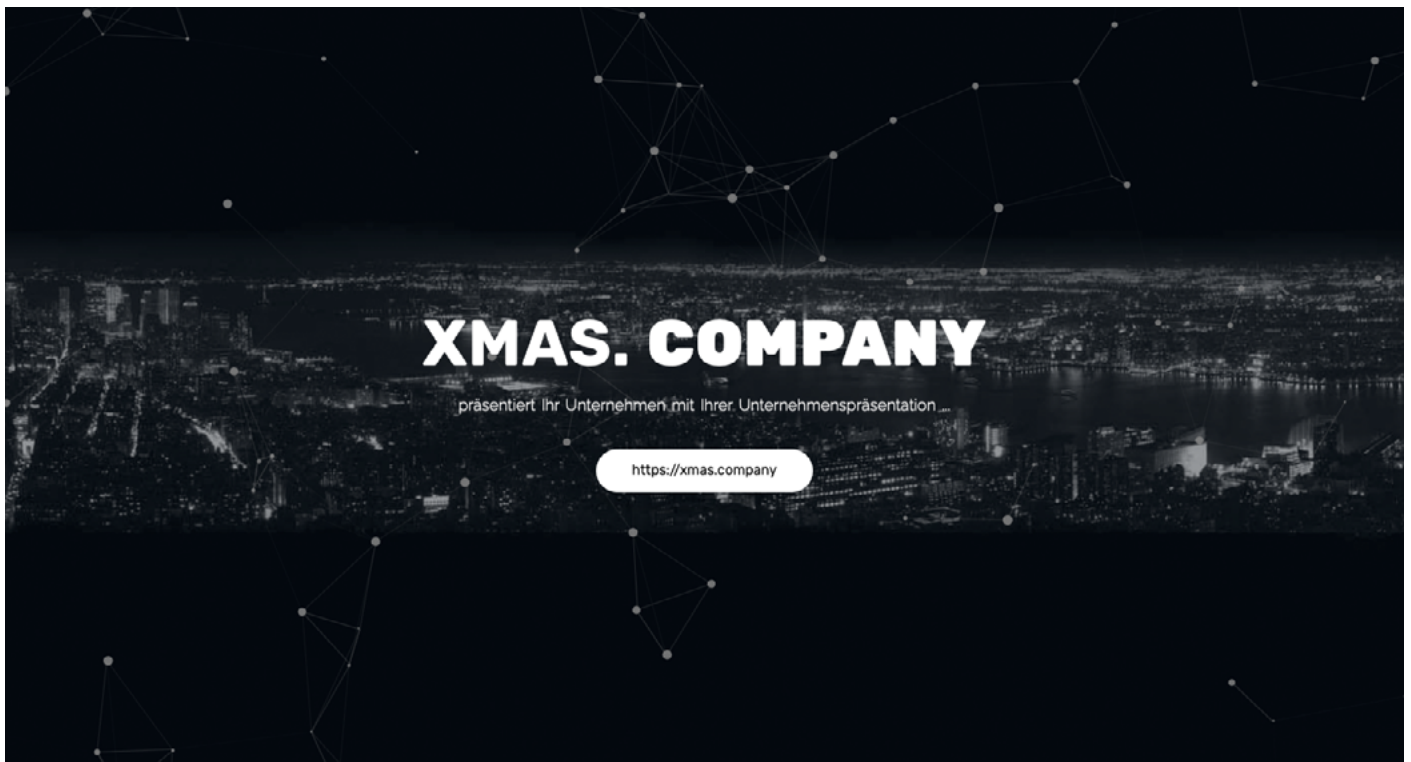 XMAS. COMPANY
präsentiert Ihr Unternehmen mit Ihrer Unternehmenspräsentation ...
https://xmas.company